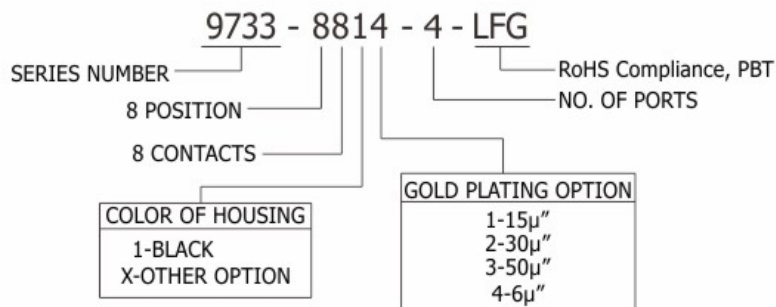 9733 - 8814 - 4 - LFG
SERIES NUMBER
RoHS Compliance, PBT
8 POSITION
NO. OF PORTS
8 CONTACTS
COLOR OF HOUSING
1-BLACK
X-OTHER OPTION
GOLD PLATING OPTION
1-15µ"
2-30µ"
3-50µ"
4-6µ"